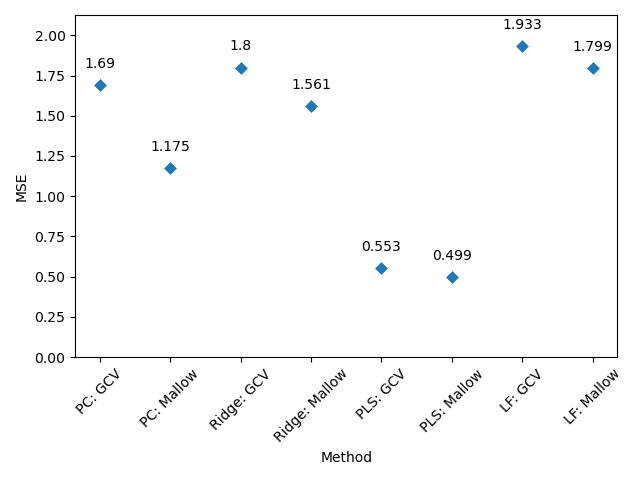 1.933
2.00
1.8
1.799
1.69
1.75
1.561
1.50
1.175
1.25
MSE
1.00
0.75
0.553
0.499
0.50
0.25
0.00
PC: GCV
PC: Mallow
Ridge: GCV
Ridge: Mallow
PLS: GCV
PLS: Mallow
LF: GCV
LF: Mallow
Method